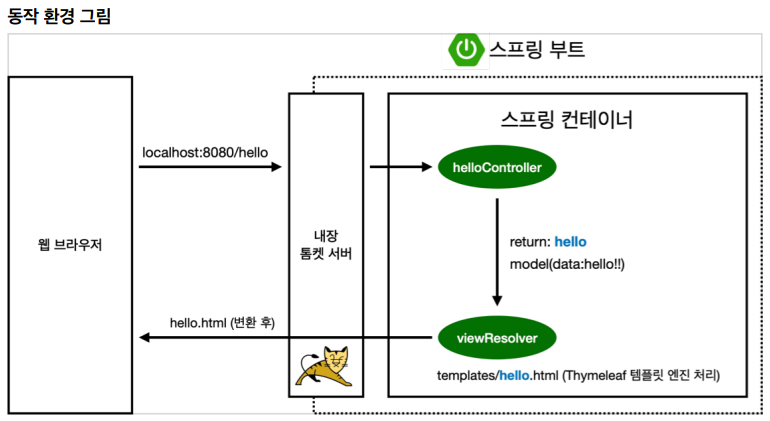 동작 환경 그림
스프링 부트
스프링 컨테이너
localhost:8080/hello
helloController
웹 브라우저
내장
톰켓 서버
return: hello
model(data:hello!!)
hello.html (변환 후)
viewResolver
templates/hello.html (Thymeleaf 템플릿 엔진 처리)